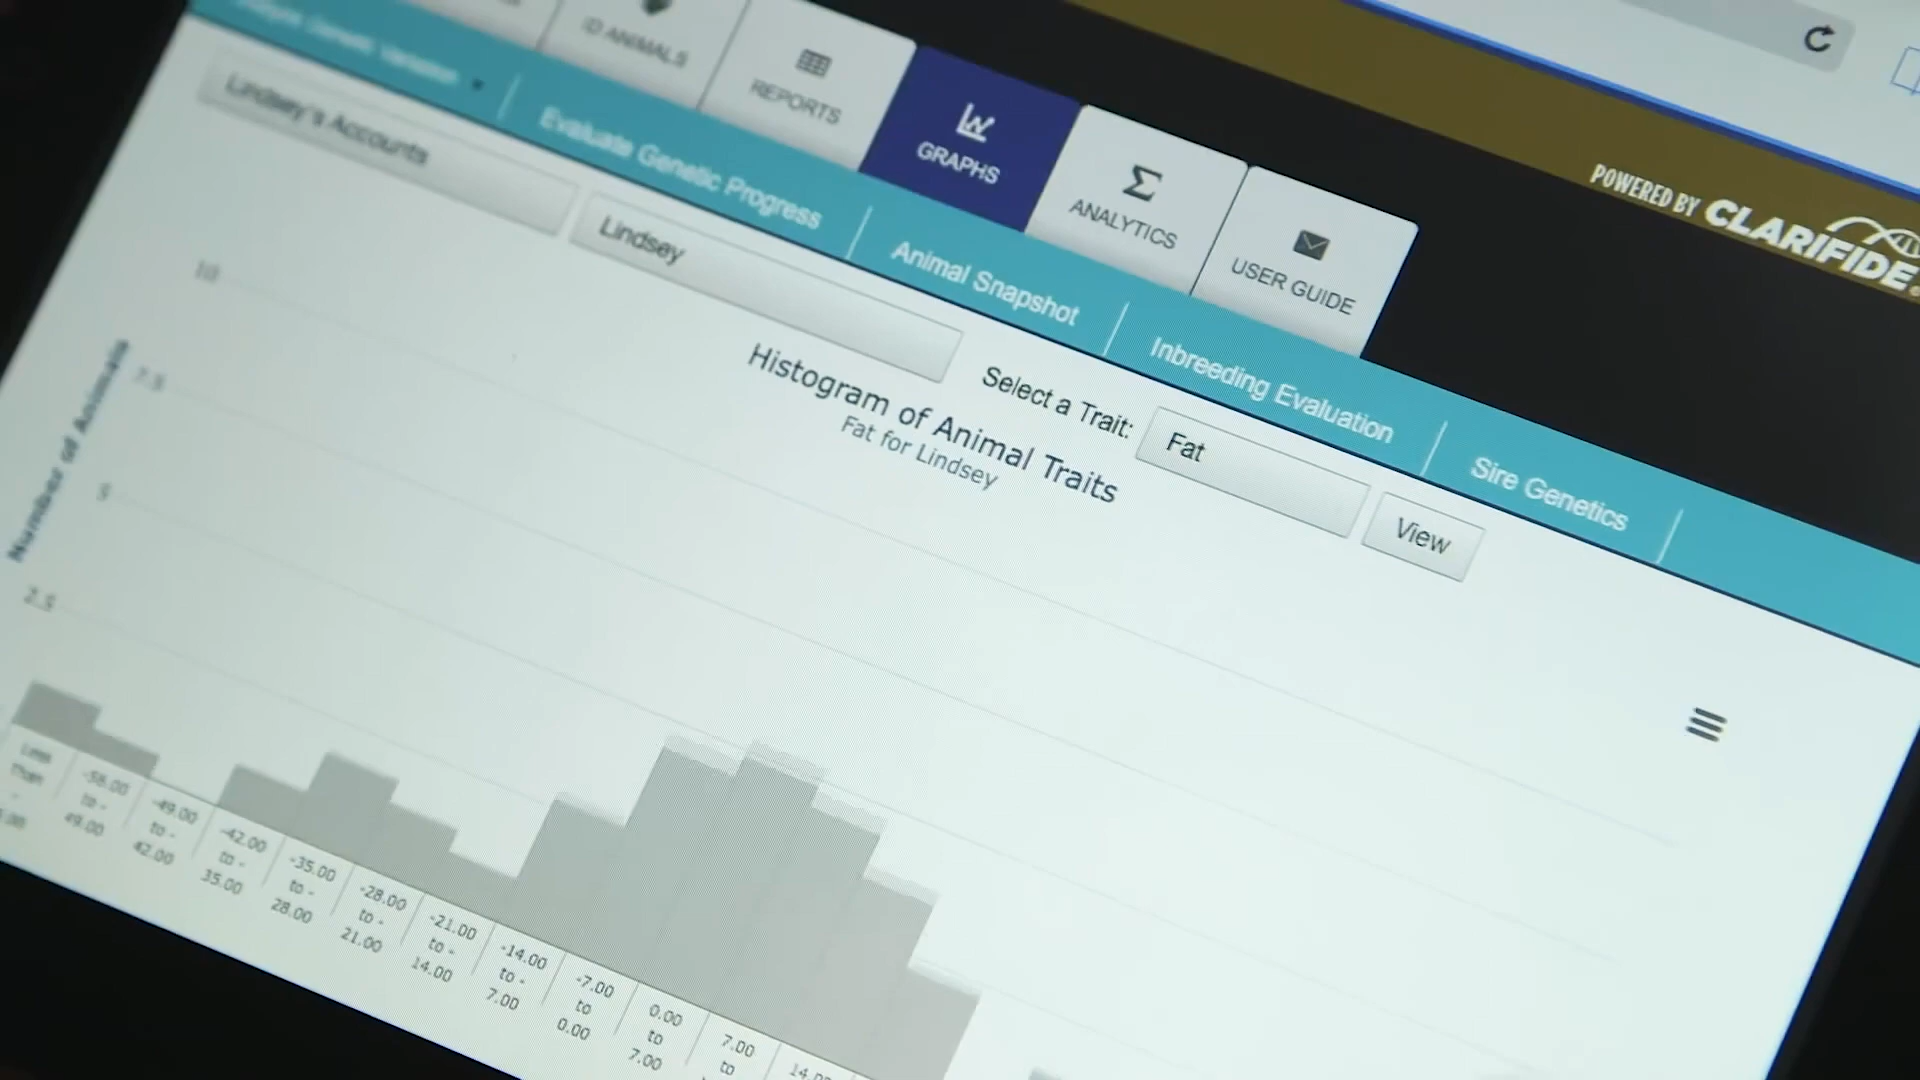 ID ANIMALS
REPORTS
GRAPHS
ANALYTICS
USER GUIDE
POWERED BY CLARIFIDE
Evaluate Genetic Progress
Animal Snapshot
Inbreeding Evaluation
Sire Genetics
Lindsey's Accounts
Lindsey
Select a Trait:
Fat
View
Histogram of Animal Traits
Fat for Lindsey
Number of Animals
10
7.5
5
2.5
Less
Than
-
-56.00
to -
49.00
-49.00
to -
42.00
-42.00
to -
35.00
-35.00
to -
28.00
-28.00
to -
21.00
-21.00
to -
14.00
-14.00
to -
7.00
-7.00
to
0.00
0.00
to
7.00
7.00
to